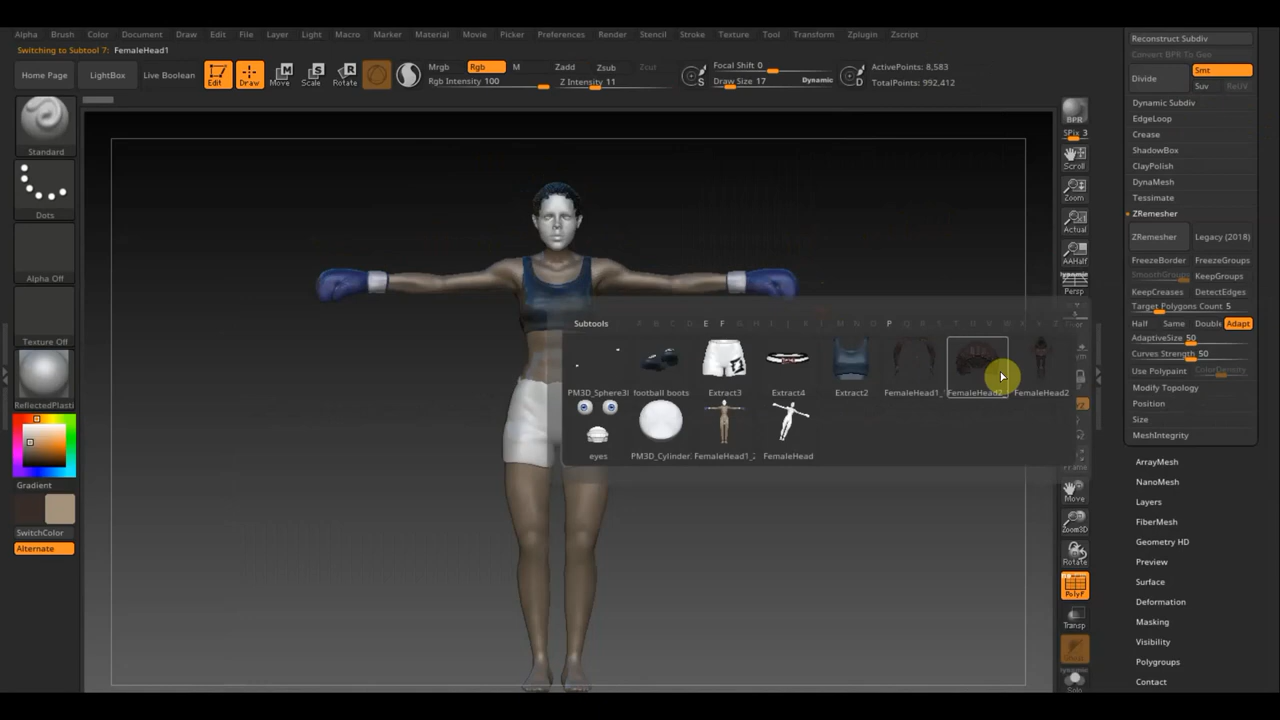 Alpha Brush Color Document Draw Edit File Layer Light Macro Marker Material Movie Picker Preferences Render Stencil Stroke Texture Tool Transform Zplugin Zscript
Switching to Subtool 7: FemaleHead1
Home Page LightBox Live Boolean Edit Draw Move Scale Rotate
Mrgb Rgb M Zadd Zsub Zcut
Rgb Intensity 100 Z Intensity 11
Focal Shift 0
Draw Size 17 Dynamic
ActivePoints: 8,583
TotalPoints: 992,412
Standard
Dots
Alpha Off
Texture Off
ReflectedPlasti
Gradient
SwitchColor
Alternate
Subtools
E F P
PM3D_Sphere3I football boots Extract3 Extract4 Extract2 FemaleHead1_ FemaleHead2_ FemaleHead2
eyes PM3D_Cylinder. FemaleHead1_2 FemaleHead
BPR
SPix 3
Scroll
Zoom
Actual
AAHalf
Persp
Move
Zoom3D
Rotate
PolyF
Transp
Solo
Reconstruct Subdiv
Convert BPR To Geo
Divide Smt
Suv ReUV
Dynamic Subdiv
EdgeLoop
Crease
ShadowBox
ClayPolish
DynaMesh
Tessimate
ZRemesher
ZRemesher Legacy (2018)
FreezeBorder FreezeGroups
SmoothGroups KeepGroups
KeepCreases DetectEdges
Target Polygons Count 5
Half Same Double Adapt
AdaptiveSize 50
Curves Strength 50
Use Polypaint ColorDensity
Modify Topology
Position
Size
MeshIntegrity
ArrayMesh
NanoMesh
Layers
FiberMesh
Geometry HD
Preview
Surface
Deformation
Masking
Visibility
Polygroups
Contact